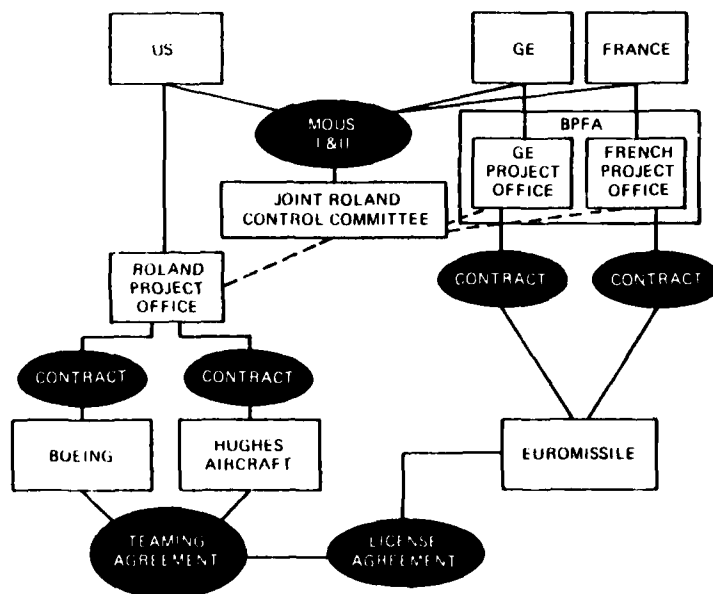 US
GE
FRANCE
MOUS
I & II
BPFA
GE
PROJECT
OFFICE
FRENCH
PROJECT
OFFICE
JOINT ROLAND
CONTROL COMMITTEE
ROLAND
PROJECT
OFFICE
CONTRACT
CONTRACT
CONTRACT
CONTRACT
BOEING
HUGHES
AIRCRAFT
EUROMISSILE
TEAMING
AGREEMENT
LICENSE
AGREEMENT